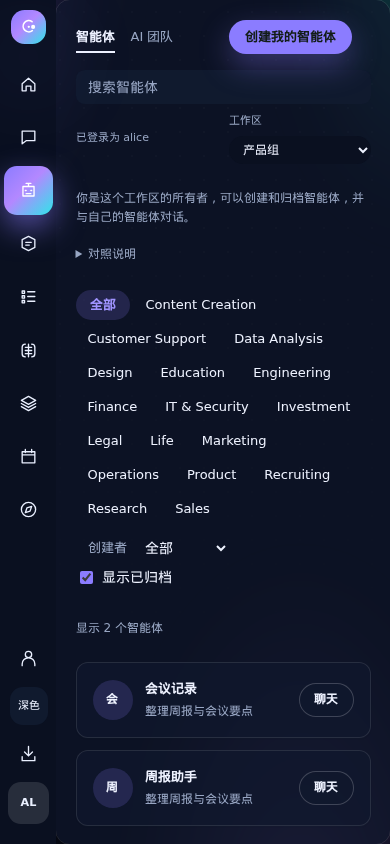 智能体 AI 团队 创建我的智能体
搜索智能体
已登录为 alice
工作区
产品组
你是这个工作区的所有者，可以创建和归档智能体，并
与自己的智能体对话。
对照说明
全部 Content Creation
Customer Support Data Analysis
Design Education Engineering
Finance IT & Security Investment
Legal Life Marketing
Operations Product Recruiting
Research Sales
创建者 全部
显示已归档
显示 2 个智能体
会 会议记录
整理周报与会议要点
聊天
周 周报助手
整理周报与会议要点
聊天
深色
AL